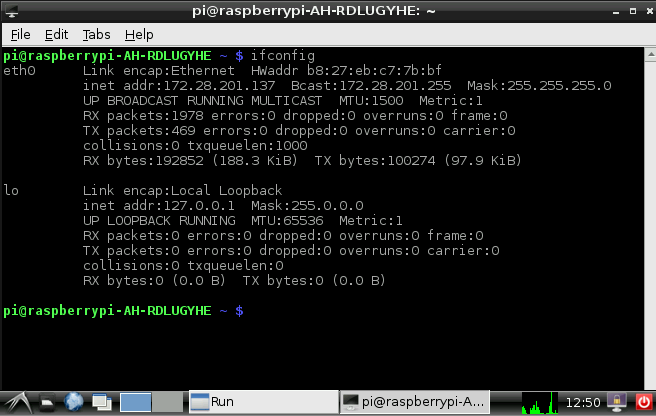 pi@raspberrypi-AH-RDLUGYHE: ~
File Edit Tabs Help
pi@raspberrypi-AH-RDLUGYHE ~ $ ifconfig
eth0 Link encap:Ethernet HWaddr b8:27:eb:c7:7b:bf
inet addr:172.28.201.137 Bcast:172.28.201.255 Mask:255.255.255.0
UP BROADCAST RUNNING MULTICAST MTU:1500 Metric:1
RX packets:1978 errors:0 dropped:0 overruns:0 frame:0
TX packets:469 errors:0 dropped:0 overruns:0 carrier:0
collisions:0 txqueuelen:1000
RX bytes:192852 (188.3 KiB) TX bytes:100274 (97.9 KiB)
lo Link encap:Local Loopback
inet addr:127.0.0.1 Mask:255.0.0.0
UP LOOPBACK RUNNING MTU:65536 Metric:1
RX packets:0 errors:0 dropped:0 overruns:0 frame:0
TX packets:0 errors:0 dropped:0 overruns:0 carrier:0
collisions:0 txqueuelen:0
RX bytes:0 (0.0 B) TX bytes:0 (0.0 B)
pi@raspberrypi-AH-RDLUGYHE ~ $
Run pi@raspberrypi-A... 12:50